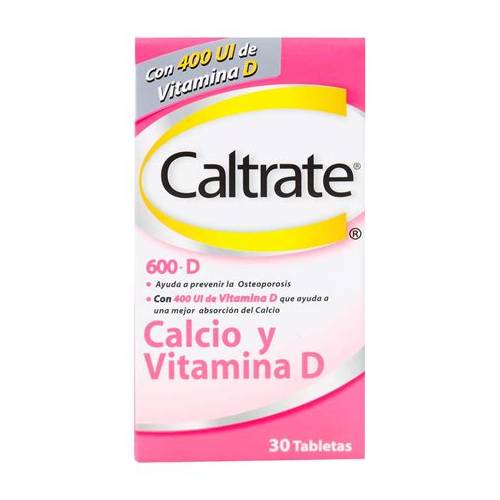 Con 400 UI de
Vitamina D
Caltrate®
®
600-D
• Ayuda a prevenir la Osteoporosis
• Con 400 UI de Vitamina D que ayuda a
una mejor absorción del Calcio
Calcio y
Vitamina D
30 Tabletas